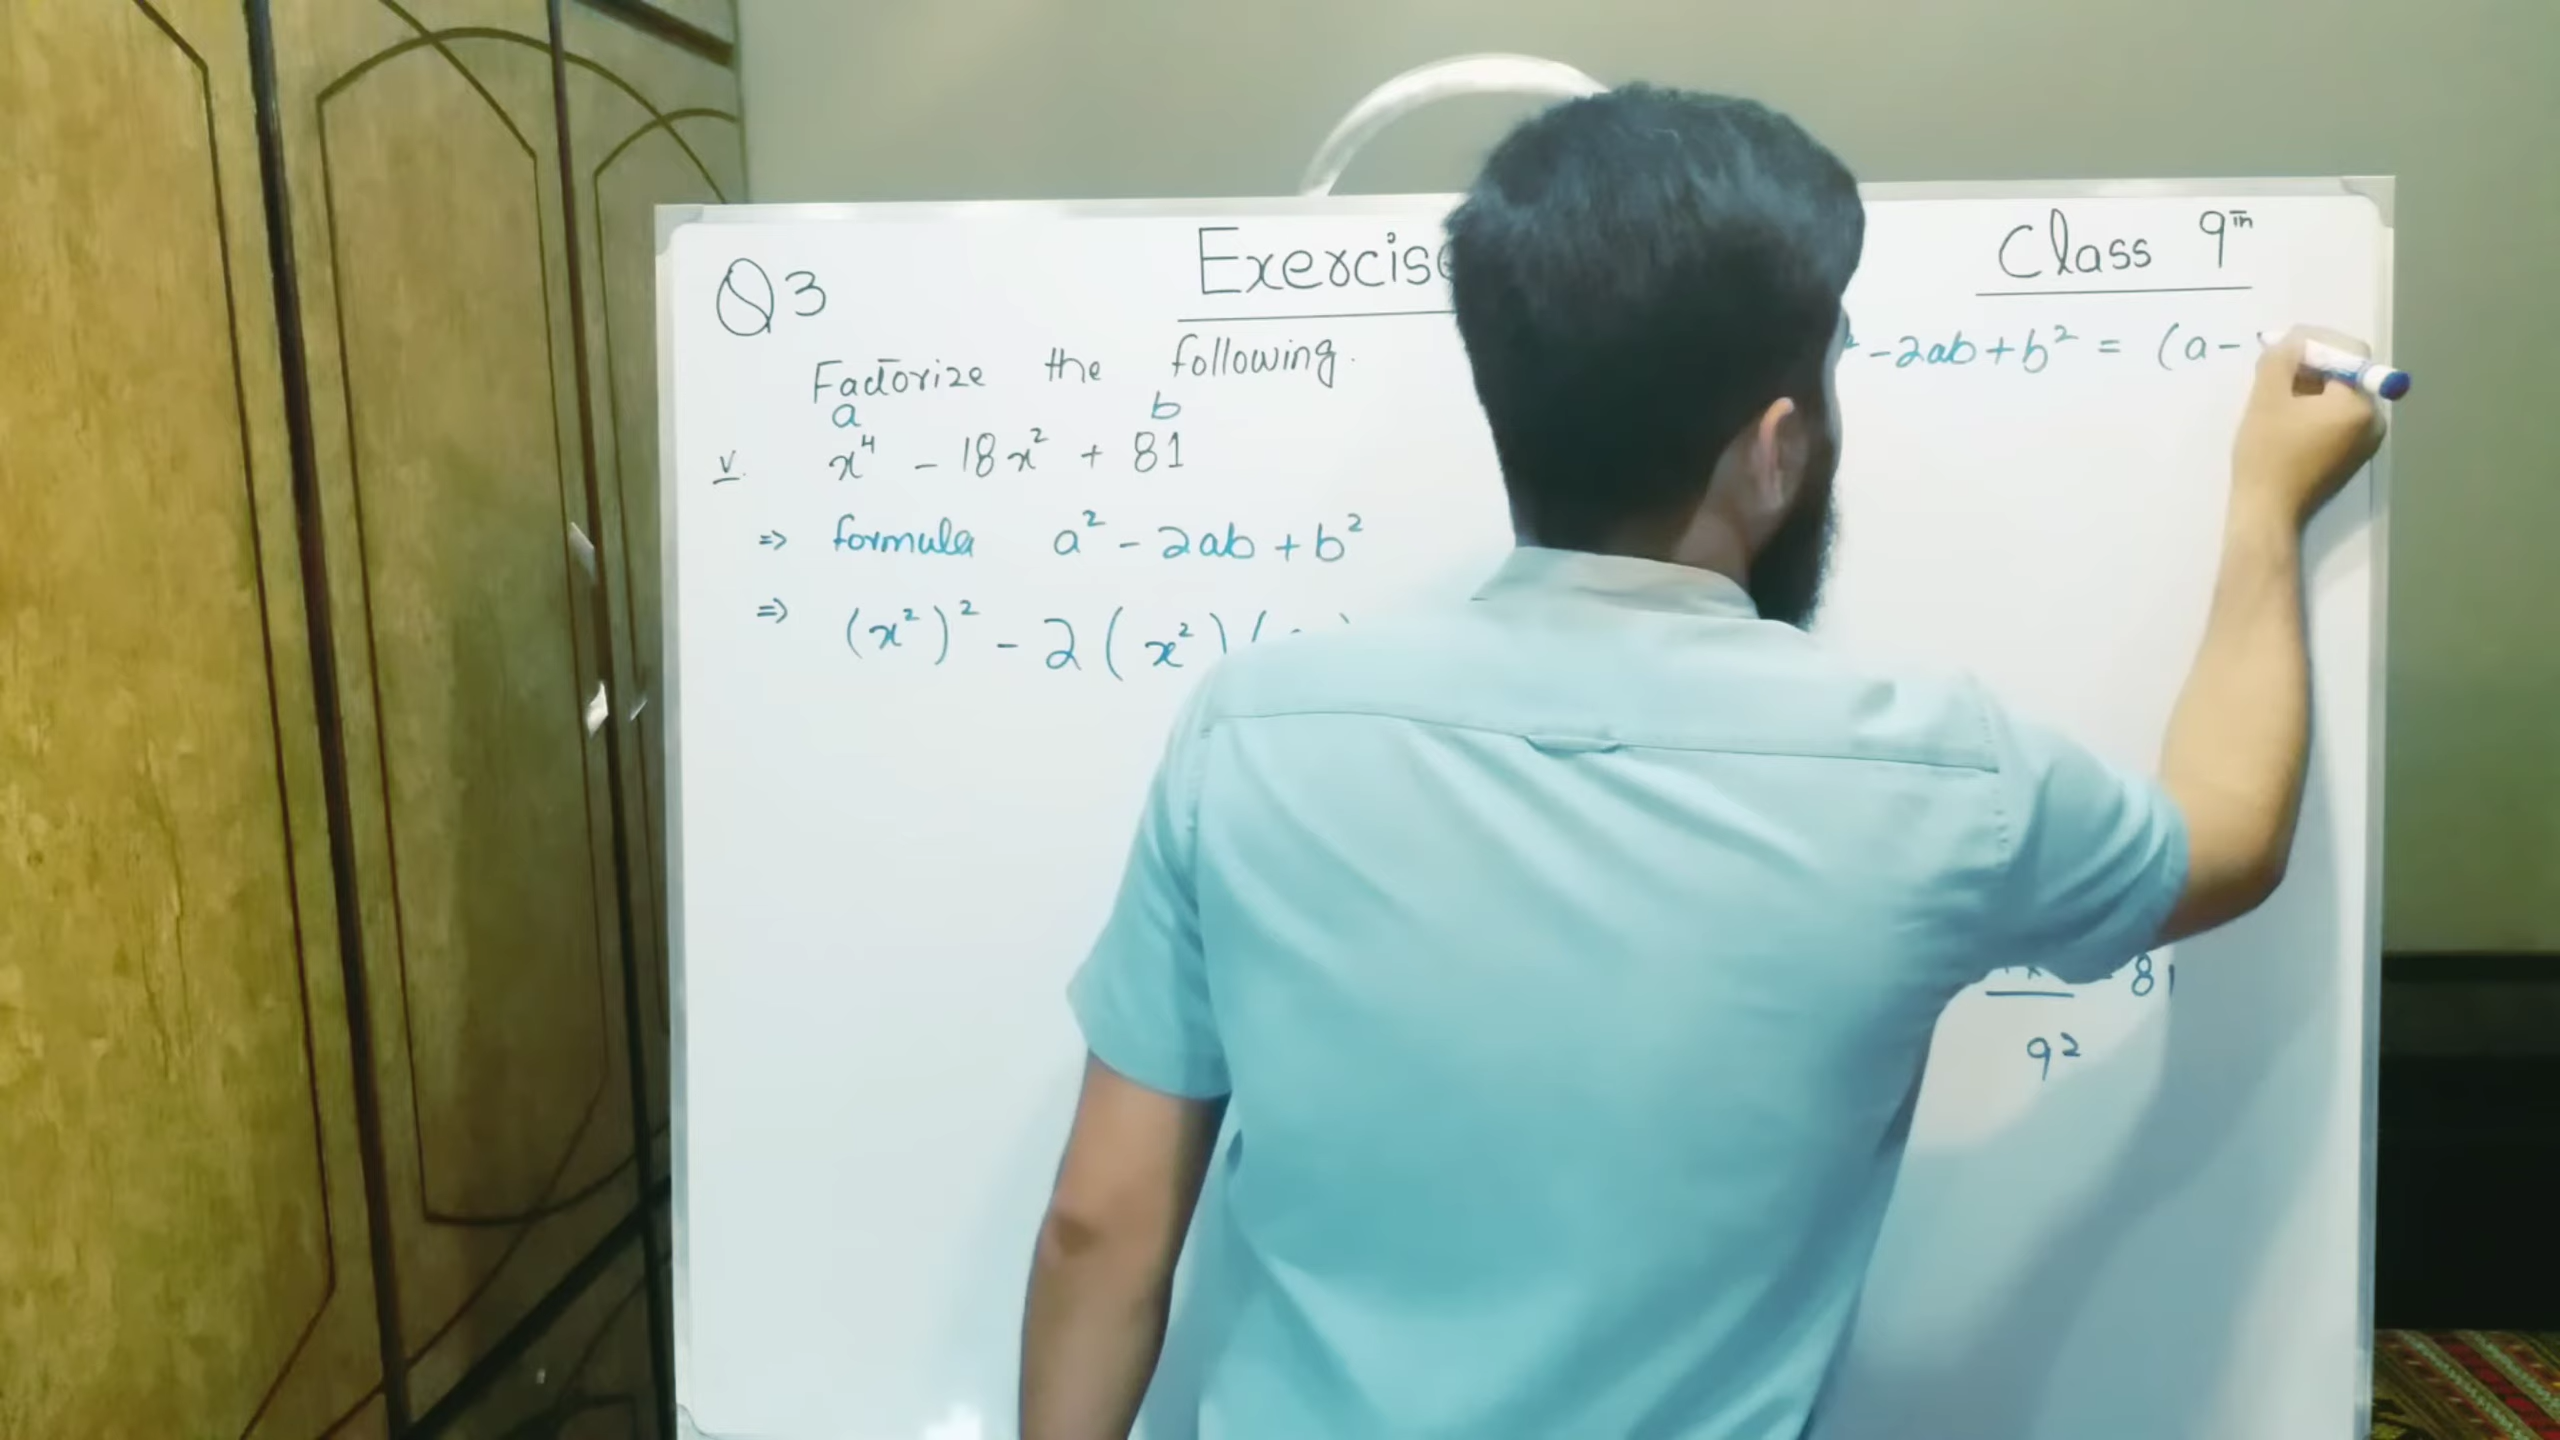 Q3 Exercise Class 9th
² -2ab+b² = (a-
Factorize the following.
a b
v. x⁴ - 18x² + 81
=> formula a² - 2ab + b²
=> (x²)² - 2(x²)(
81
9²